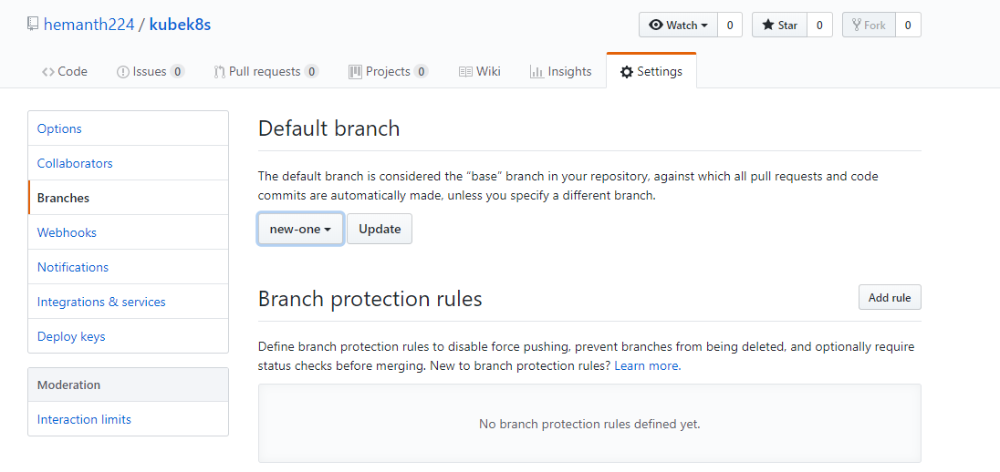 hemanth224 / kubek8s
Watch 0 Star 0 Fork 0
Code Issues 0 Pull requests 0 Projects 0 Wiki Insights Settings
Options
Collaborators
Branches
Webhooks
Notifications
Integrations & services
Deploy keys
Moderation
Interaction limits
Default branch
The default branch is considered the “base” branch in your repository, against which all pull requests and code
commits are automatically made, unless you specify a different branch.
new-one Update
Branch protection rules Add rule
Define branch protection rules to disable force pushing, prevent branches from being deleted, and optionally require
status checks before merging. New to branch protection rules? Learn more.
No branch protection rules defined yet.